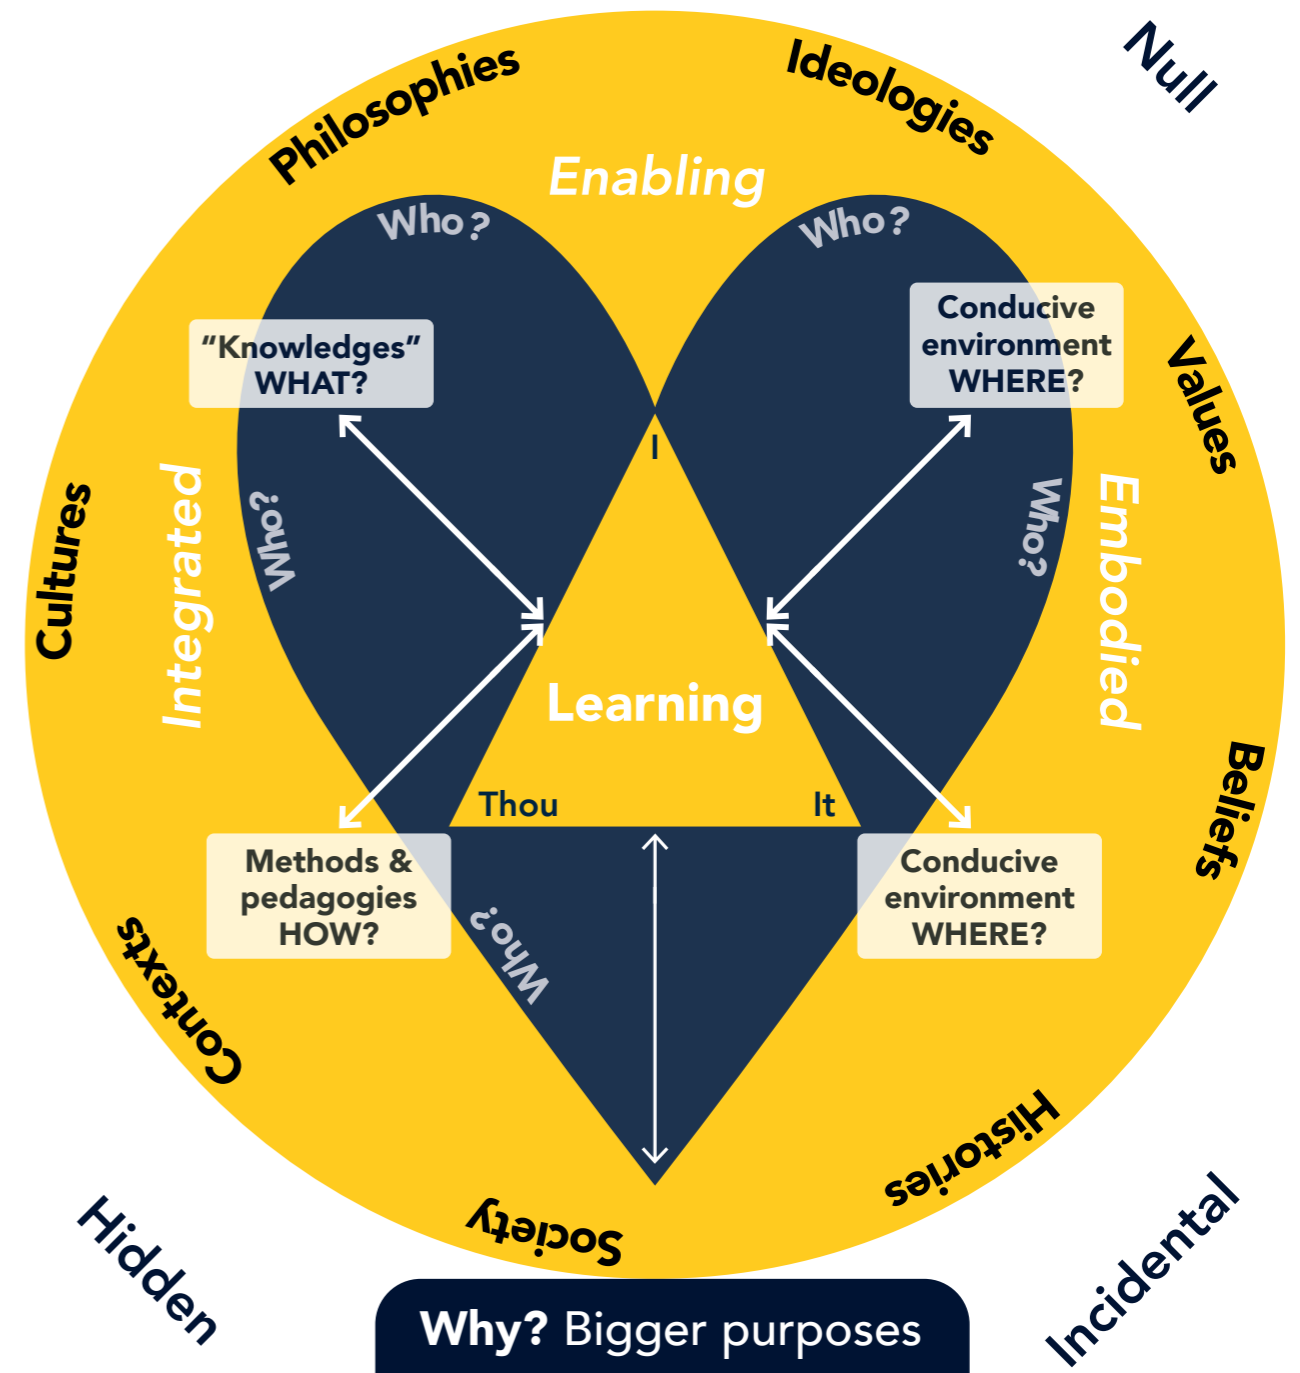 Philosophies
Ideologies
Null
Enabling
Who?
Who?
"Knowledges"
WHAT?
Conducive
environment
WHERE?
Values
I
Cultures
Integrated
Who?
Who?
Embodied
Learning
Thou
It
Beliefs
Methods &
pedagogies
HOW?
Conducive
environment
WHERE?
Contexts
Who?
Histories
Society
Hidden
Incidental
Why? Bigger purposes